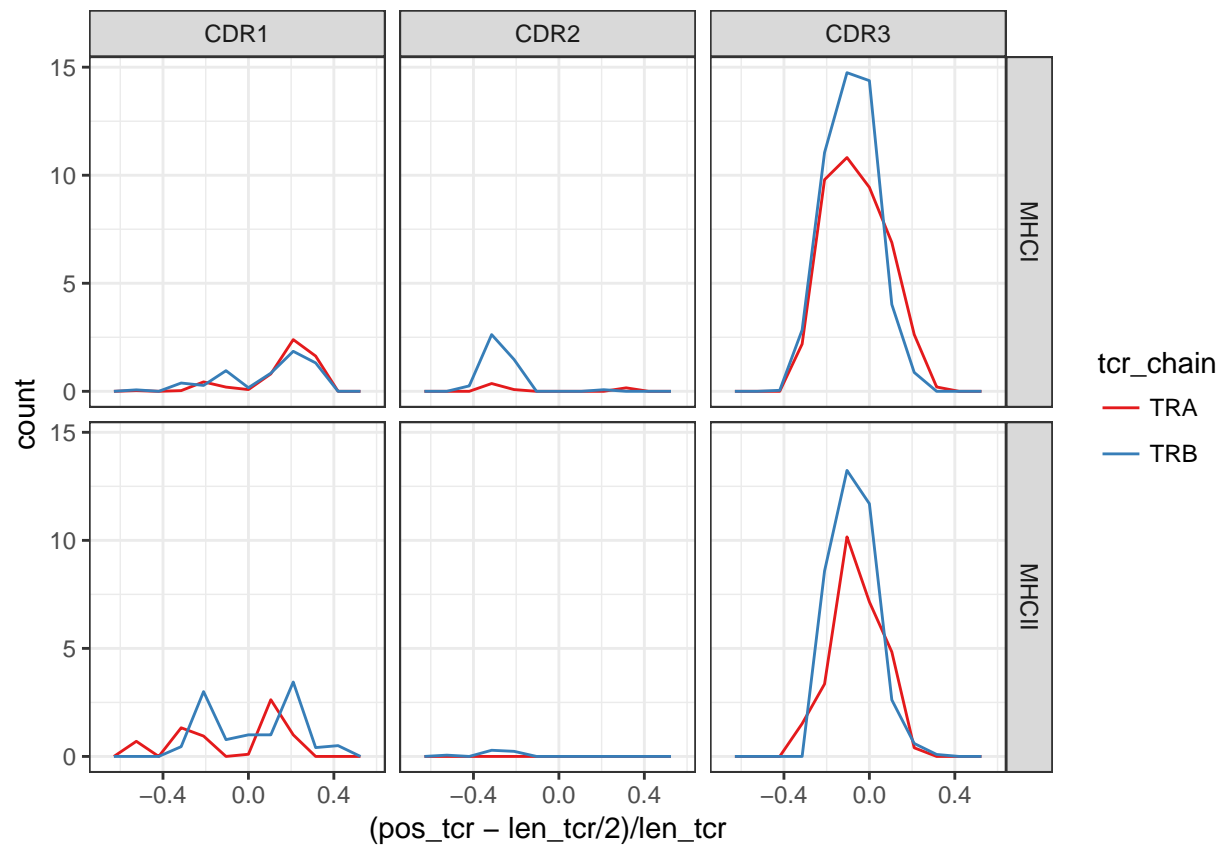 CDR1 CDR2 CDR3
15
10
5
0
MHCI
15
10
5
0
MHCII
count
−0.4 0.0 0.4 −0.4 0.0 0.4 −0.4 0.0 0.4
(pos_tcr − len_tcr/2)/len_tcr
tcr_chain
TRA
TRB